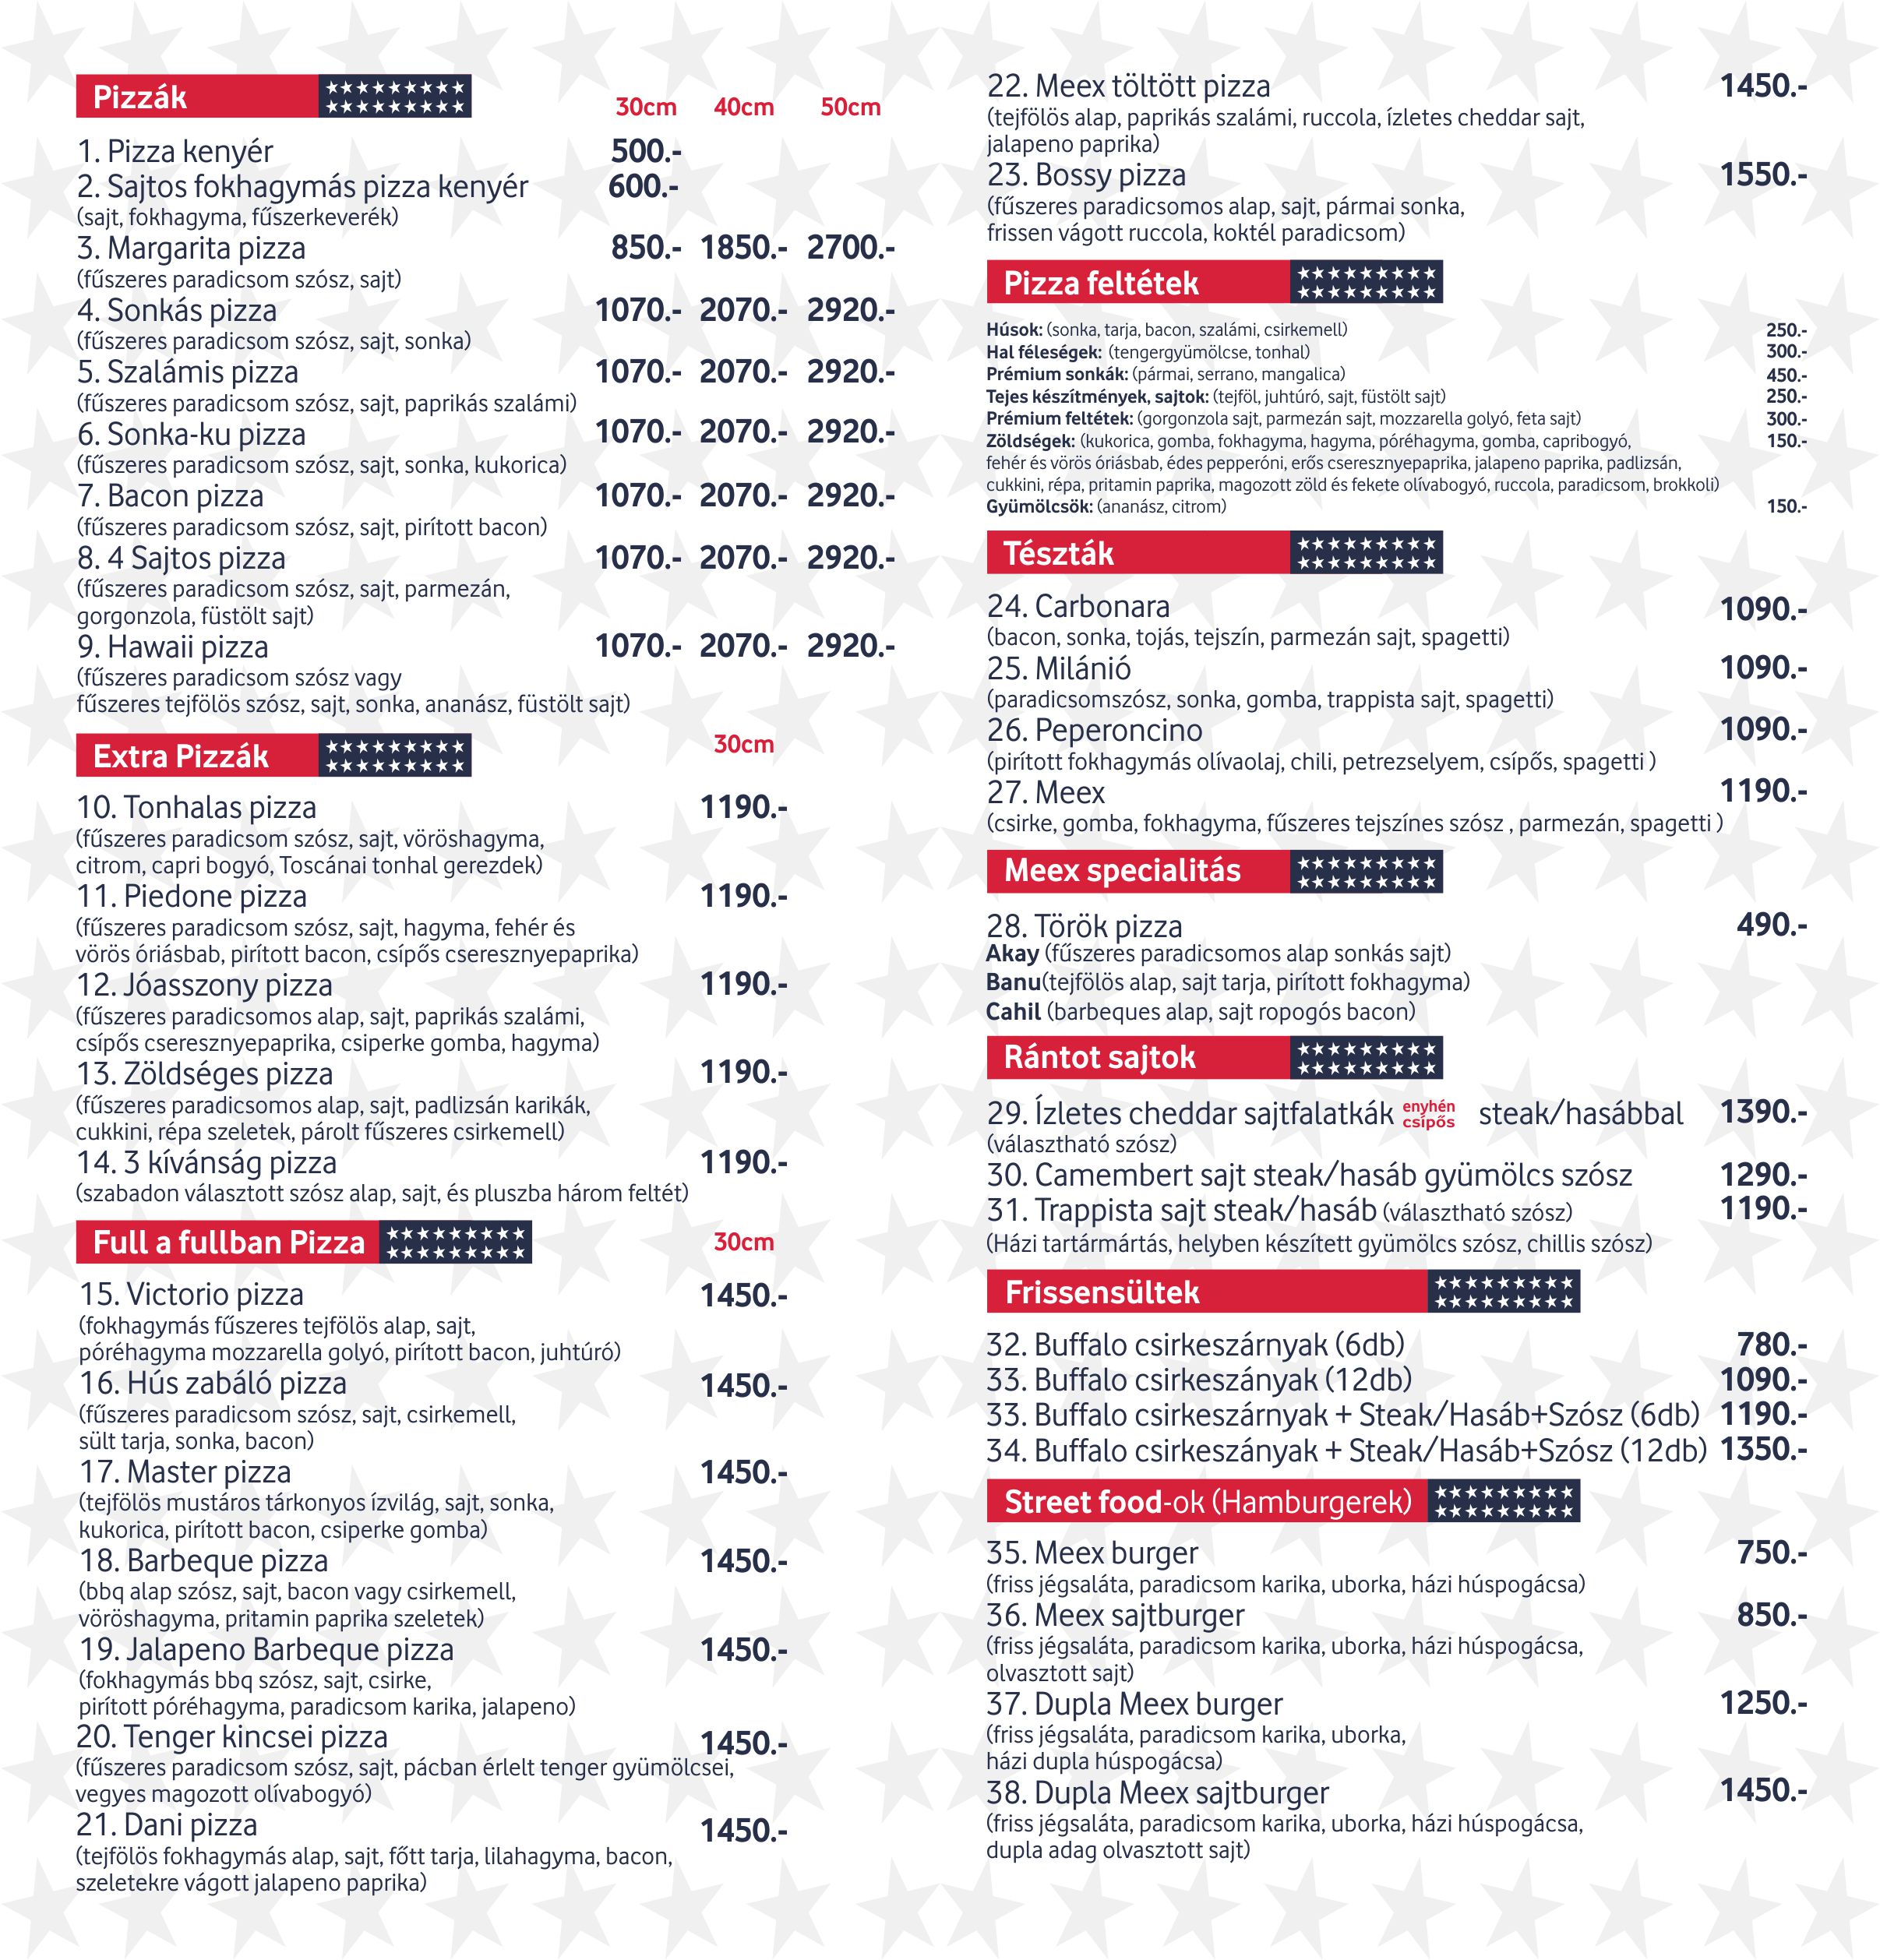 Pizzák
30cm 40cm 50cm
1. Pizza kenyér 500.-
2. Sajtos fokhagymás pizza kenyér 600.-
(sajt, fokhagyma, fűszerkeverék)
3. Margarita pizza 850.- 1850.- 2700.-
(fűszeres paradicsom szósz, sajt)
4. Sonkás pizza 1070.- 2070.- 2920.-
(fűszeres paradicsom szósz, sajt, sonka)
5. Szalámis pizza 1070.- 2070.- 2920.-
(fűszeres paradicsom szósz, sajt, paprikás szalámi)
6. Sonka-ku pizza 1070.- 2070.- 2920.-
(fűszeres paradicsom szósz, sajt, sonka, kukorica)
7. Bacon pizza 1070.- 2070.- 2920.-
(fűszeres paradicsom szósz, sajt, pirított bacon)
8. 4 Sajtos pizza 1070.- 2070.- 2920.-
(fűszeres paradicsom szósz, sajt, parmezán,
gorgonzola, füstölt sajt)
9. Hawaii pizza 1070.- 2070.- 2920.-
(fűszeres paradicsom szósz vagy
fűszeres tejfölös szósz, sajt, sonka, ananász, füstölt sajt)
Extra Pizzák 30cm
10. Tonhalas pizza 1190.-
(fűszeres paradicsom szósz, sajt, vöröshagyma,
citrom, capri bogyó, Toscánai tonhal gerezdek)
11. Piedone pizza 1190.-
(fűszeres paradicsom szósz, sajt, hagyma, fehér és
vörös óriásbab, pirított bacon, csípős cseresznyepaprika)
12. Jóasszony pizza 1190.-
(fűszeres paradicsomos alap, sajt, paprikás szalámi,
csípős cseresznyepaprika, csiperke gomba, hagyma)
13. Zöldséges pizza 1190.-
(fűszeres paradicsomos alap, sajt, padlizsán karikák,
cukkini, répa szeletek, párolt fűszeres csirkemell)
14. 3 kívánság pizza 1190.-
(szabadon választott szósz alap, sajt, és pluszba három feltét)
Full a fullban Pizza 30cm
15. Victorio pizza 1450.-
(fokhagymás fűszeres tejfölös alap, sajt,
póréhagyma mozzarella golyó, pirított bacon, juhtúró)
16. Hús zabáló pizza 1450.-
(fűszeres paradicsom szósz, sajt, csirkemell,
sült tarja, sonka, bacon)
17. Master pizza 1450.-
(tejfölös mustáros tárkonyos ízvilág, sajt, sonka,
kukorica, pirított bacon, csiperke gomba)
18. Barbeque pizza 1450.-
(bbq alap szósz, sajt, bacon vagy csirkemell,
vöröshagyma, pritamin paprika szeletek)
19. Jalapeno Barbeque pizza 1450.-
(fokhagymás bbq szósz, sajt, csirke,
pirított póréhagyma, paradicsom karika, jalapeno)
20. Tenger kincsei pizza 1450.-
(fűszeres paradicsom szósz, sajt, pácban érlelt tenger gyümölcsei,
vegyes magozott olívabogyó)
21. Dani pizza 1450.-
(tejfölös fokhagymás alap, sajt, főtt tarja, lilahagyma, bacon,
szeletekre vágott jalapeno paprika)
22. Meex töltött pizza 1450.-
(tejfölös alap, paprikás szalámi, ruccola, ízletes cheddar sajt,
jalapeno paprika)
23. Bossy pizza 1550.-
(fűszeres paradicsomos alap, sajt, pármai sonka,
frissen vágott ruccola, koktél paradicsom)
Pizza feltétek
Húsok: (sonka, tarja, bacon, szalámi, csirkemell) 250.-
Hal féleségek: (tengergyümölcse, tonhal) 300.-
Prémium sonkák: (pármai, serrano, mangalica) 450.-
Tejes készítmények, sajtok: (tejföl, juhtúró, sajt, füstölt sajt) 250.-
Prémium feltétek: (gorgonzola sajt, parmezán sajt, mozzarella golyó, feta sajt) 300.-
Zöldségek: (kukorica, gomba, fokhagyma, hagyma, póréhagyma, gomba, capribogyó, 150.-
fehér és vörös óriásbab, édes pepperóni, erős cseresznyepaprika, jalapeno paprika, padlizsán,
cukkini, répa, pritamin paprika, magozott zöld és fekete olívabogyó, ruccola, paradicsom, brokkoli)
Gyümölcsök: (ananász, citrom) 150.-
Tészták
24. Carbonara 1090.-
(bacon, sonka, tojás, tejszín, parmezán sajt, spagetti)
25. Milánió 1090.-
(paradicsomszósz, sonka, gomba, trappista sajt, spagetti)
26. Peperoncino 1090.-
(pirított fokhagymás olívaolaj, chili, petrezselyem, csípős, spagetti )
27. Meex 1190.-
(csirke, gomba, fokhagyma, fűszeres tejszínes szósz , parmezán, spagetti )
Meex specialitás
28. Török pizza 490.-
Akay (fűszeres paradicsomos alap sonkás sajt)
Banu(tejfölös alap, sajt tarja, pirított fokhagyma)
Cahil (barbeques alap, sajt ropogós bacon)
Rántot sajtok
29. Ízletes cheddar sajtfalatkák enyhén csípős steak/hasábbal 1390.-
(választható szósz)
30. Camembert sajt steak/hasáb gyümölcs szósz 1290.-
31. Trappista sajt steak/hasáb (választható szósz) 1190.-
(Házi tartármártás, helyben készített gyümölcs szósz, chillis szósz)
Frissensültek
32. Buffalo csirkeszárnyak (6db) 780.-
33. Buffalo csirkeszányak (12db) 1090.-
33. Buffalo csirkeszárnyak + Steak/Hasáb+Szósz (6db) 1190.-
34. Buffalo csirkeszányak + Steak/Hasáb+Szósz (12db) 1350.-
Street food-ok (Hamburgerek)
35. Meex burger 750.-
(friss jégsaláta, paradicsom karika, uborka, házi húspogácsa)
36. Meex sajtburger 850.-
(friss jégsaláta, paradicsom karika, uborka, házi húspogácsa,
olvasztott sajt)
37. Dupla Meex burger 1250.-
(friss jégsaláta, paradicsom karika, uborka,
házi dupla húspogácsa)
38. Dupla Meex sajtburger 1450.-
(friss jégsaláta, paradicsom karika, uborka, házi húspogácsa,
dupla adag olvasztott sajt)